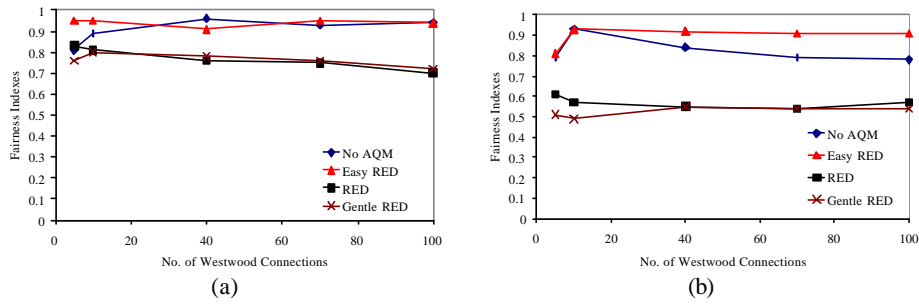 1
0.9
0.8
0.7
0.6
0.5
0.4
0.3
0.2
0.1
0
Fairness Indexes
No AQM
Easy RED
RED
Gentle RED
0 20 40 60 80 100
No. of Westwood Connections
(a)
1
0.9
0.8
0.7
0.6
0.5
0.4
0.3
0.2
0.1
0
Fairness Indexes
No AQM
Easy RED
RED
Gentle RED
0 20 40 60 80 100
No. of Westwood Connections
(b)